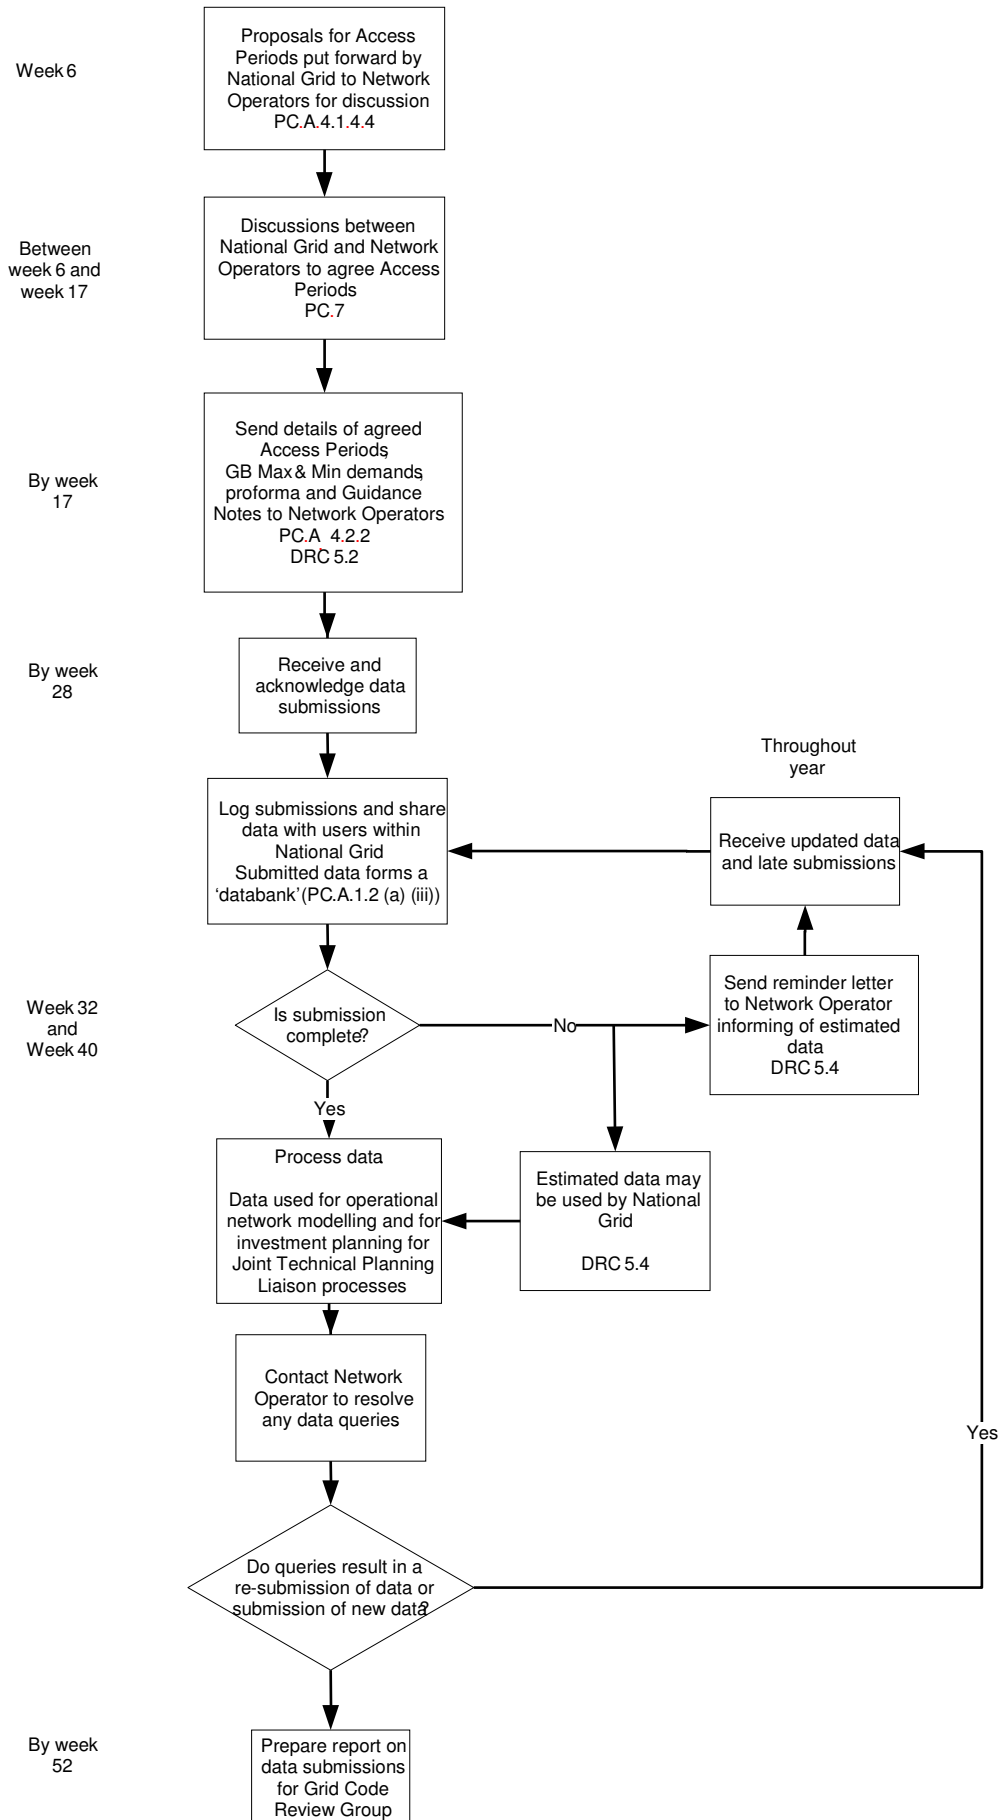 Week 6
Proposals for Access
Periods put forward by
National Grid to Network
Operators for discussion
PC.A.4.1.4.4
Between
week 6 and
week 17
Discussions between
National Grid and Network
Operators to agree Access
Periods
PC.7
By week
17
Send details of agreed
Access Periods,
GB Max & Min demands,
proforma and Guidance
Notes to Network Operators
PC.A. 4.2.2
DRC 5.2
By week
28
Receive and
acknowledge data
submissions
Throughout
year
Log submissions and share
data with users within
National Grid
Submitted data forms a
‘databank’ (PC.A.1.2 (a) (iii))
Receive updated data
and late submissions
Week 32
and
Week 40
Is submission
complete?
No
Send reminder letter
to Network Operator
informing of estimated
data
DRC 5.4
Yes
Process data
Data used for operational
network modelling and for
investment planning for
Joint Technical Planning
Liaison processes
Estimated data may
be used by National
Grid
DRC 5.4
Contact Network
Operator to resolve
any data queries
Yes
Do queries result in a
re-submission of data or
submission of new data?
By week
52
Prepare report on
data submissions
for Grid Code
Review Group